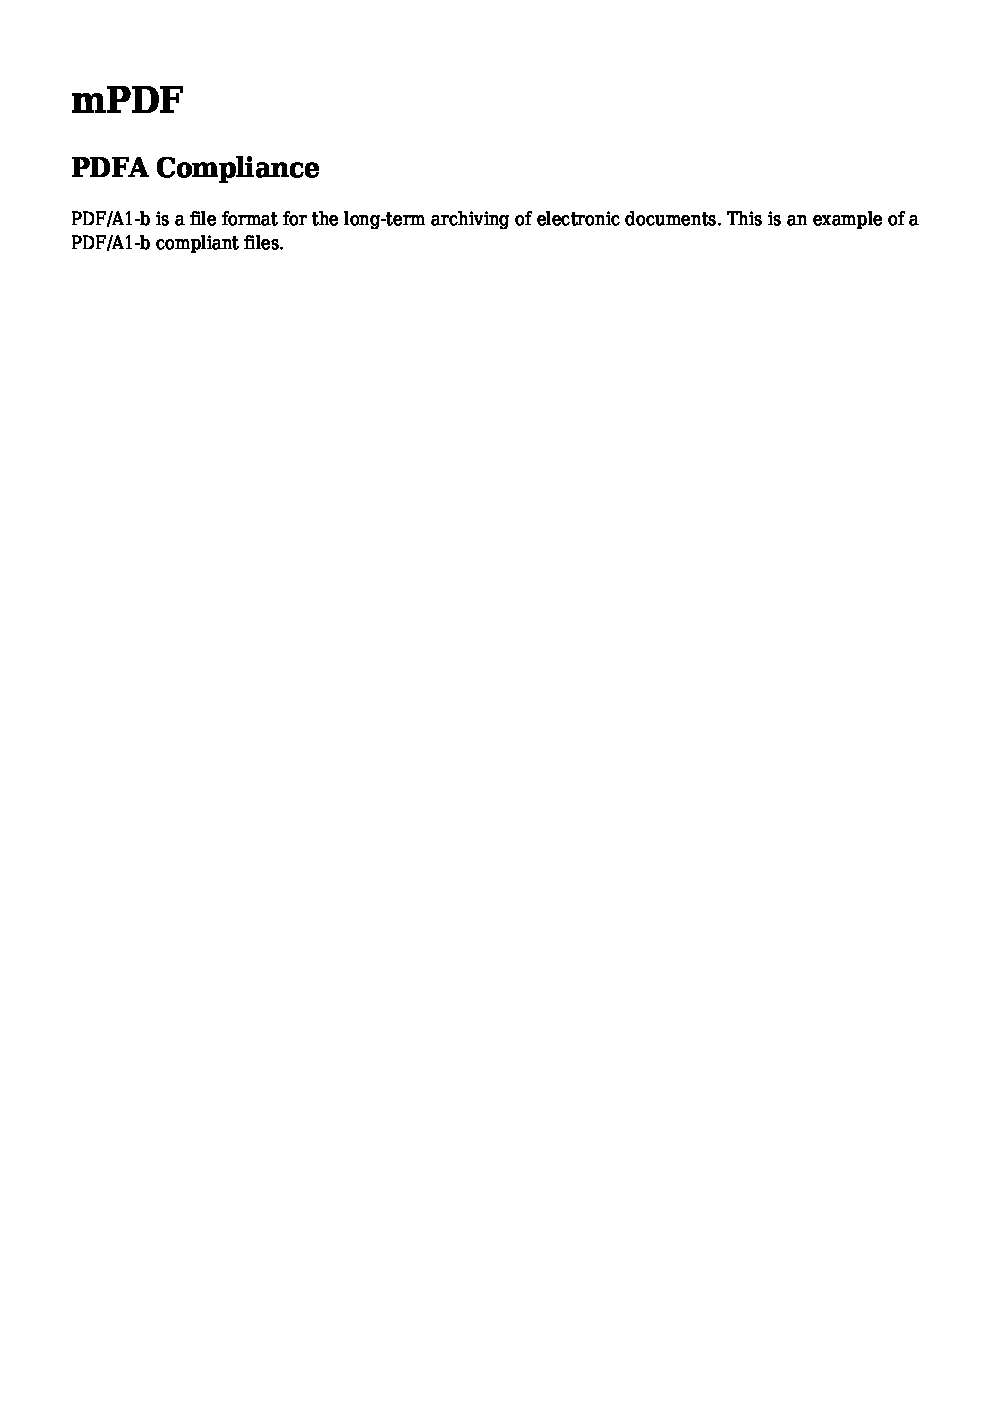 mPDF
PDFA Compliance
PDF/A1-b is a file format for the long-term archiving of electronic documents. This is an example of a
PDF/A1-b compliant files.